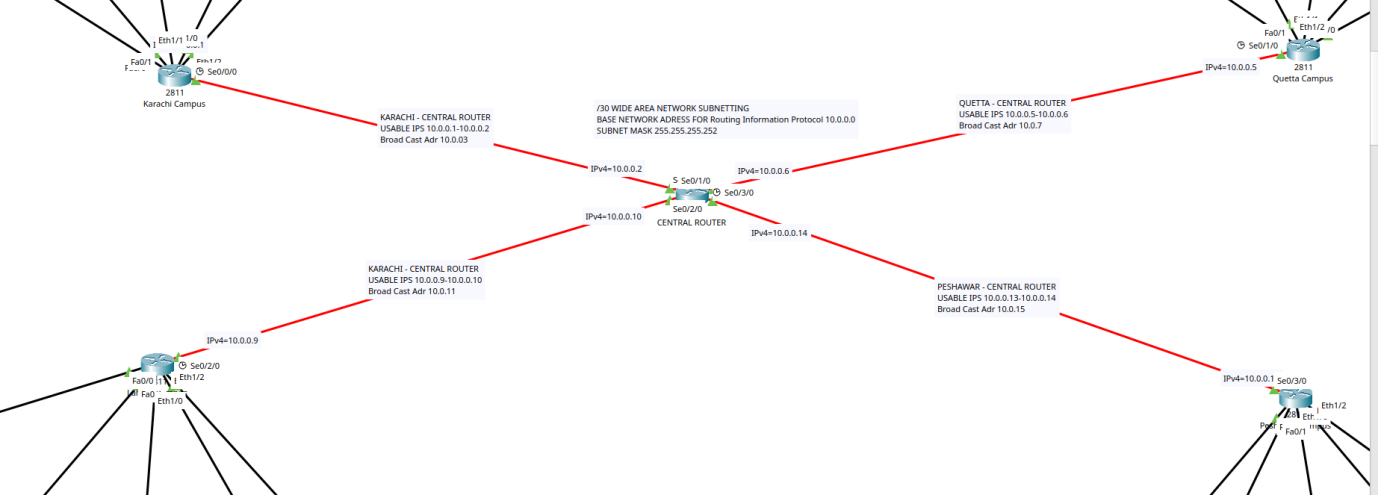 Eth1/1
1/0
Fa0/1
Eth1/2
Se0/0/0
2811
Karachi Campus
Fa0/1
Eth1/2
/0
Se0/1/0
IPv4=10.0.0.5
2811
Quetta Campus
KARACHI - CENTRAL ROUTER
USABLE IPS 10.0.0.1-10.0.0.2
Broad Cast Adr 10.0.03
/30 WIDE AREA NETWORK SUBNETTING
BASE NETWORK ADRESS FOR Routing Information Protocol 10.0.0.0
SUBNET MASK 255.255.255.252
QUETTA - CENTRAL ROUTER
USABLE IPS 10.0.0.5-10.0.0.6
Broad Cast Adr 10.0.7
IPv4=10.0.0.2
IPv4=10.0.0.6
S Se0/1/0
Se0/3/0
Se0/2/0
CENTRAL ROUTER
IPv4=10.0.0.10
IPv4=10.0.0.14
KARACHI - CENTRAL ROUTER
USABLE IPS 10.0.0.9-10.0.0.10
Broad Cast Adr 10.0.11
PESHAWAR - CENTRAL ROUTER
USABLE IPS 10.0.0.13-10.0.0.14
Broad Cast Adr 10.0.15
IPv4=10.0.0.9
Se0/2/0
Eth1/2
Fa0/0
Fa0
Eth1/0
IPv4=10.0.0.1
Se0/3/0
Eth1/2
Fa0/1